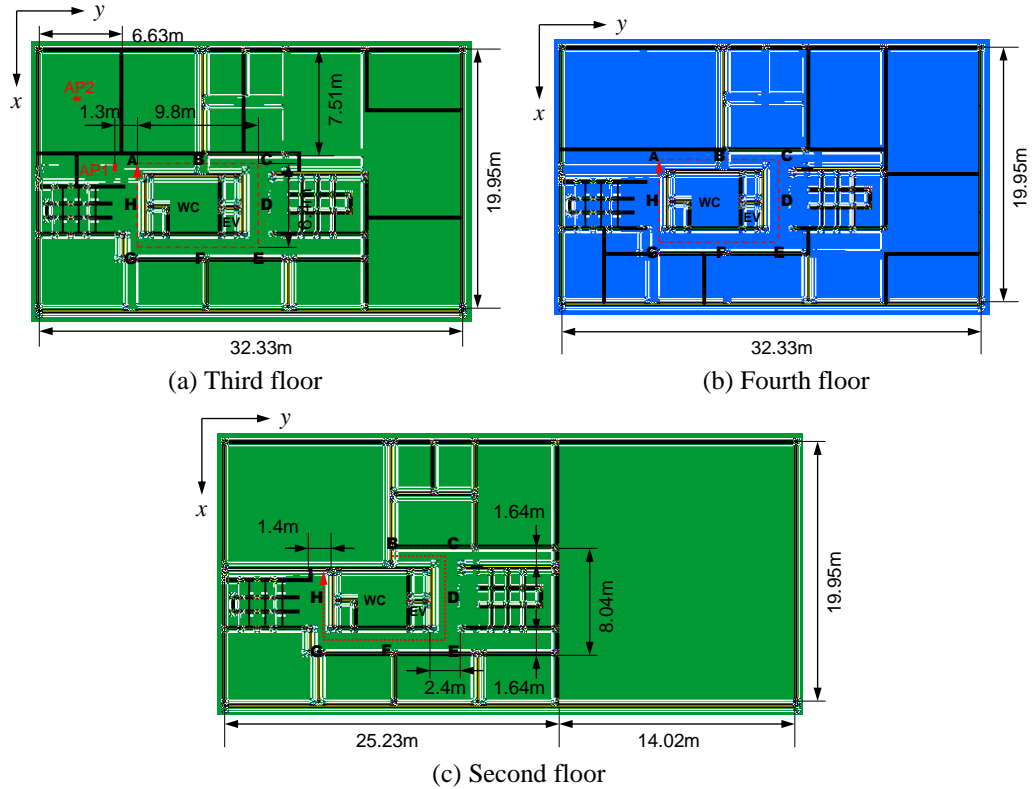 y
6.63m
x
AP2
1.3m
9.8m
7.51m
19.95m
AP1
A
B
C
H
WC
D
EV
G
F
E
32.33m
(a) Third floor
y
x
A
B
C
H
WC
D
EV
G
F
E
19.95m
32.33m
(b) Fourth floor
y
x
1.4m
B
C
1.64m
H
WC
D
EV
8.04m
19.95m
G
F
E
2.4m
1.64m
25.23m
14.02m
(c) Second floor